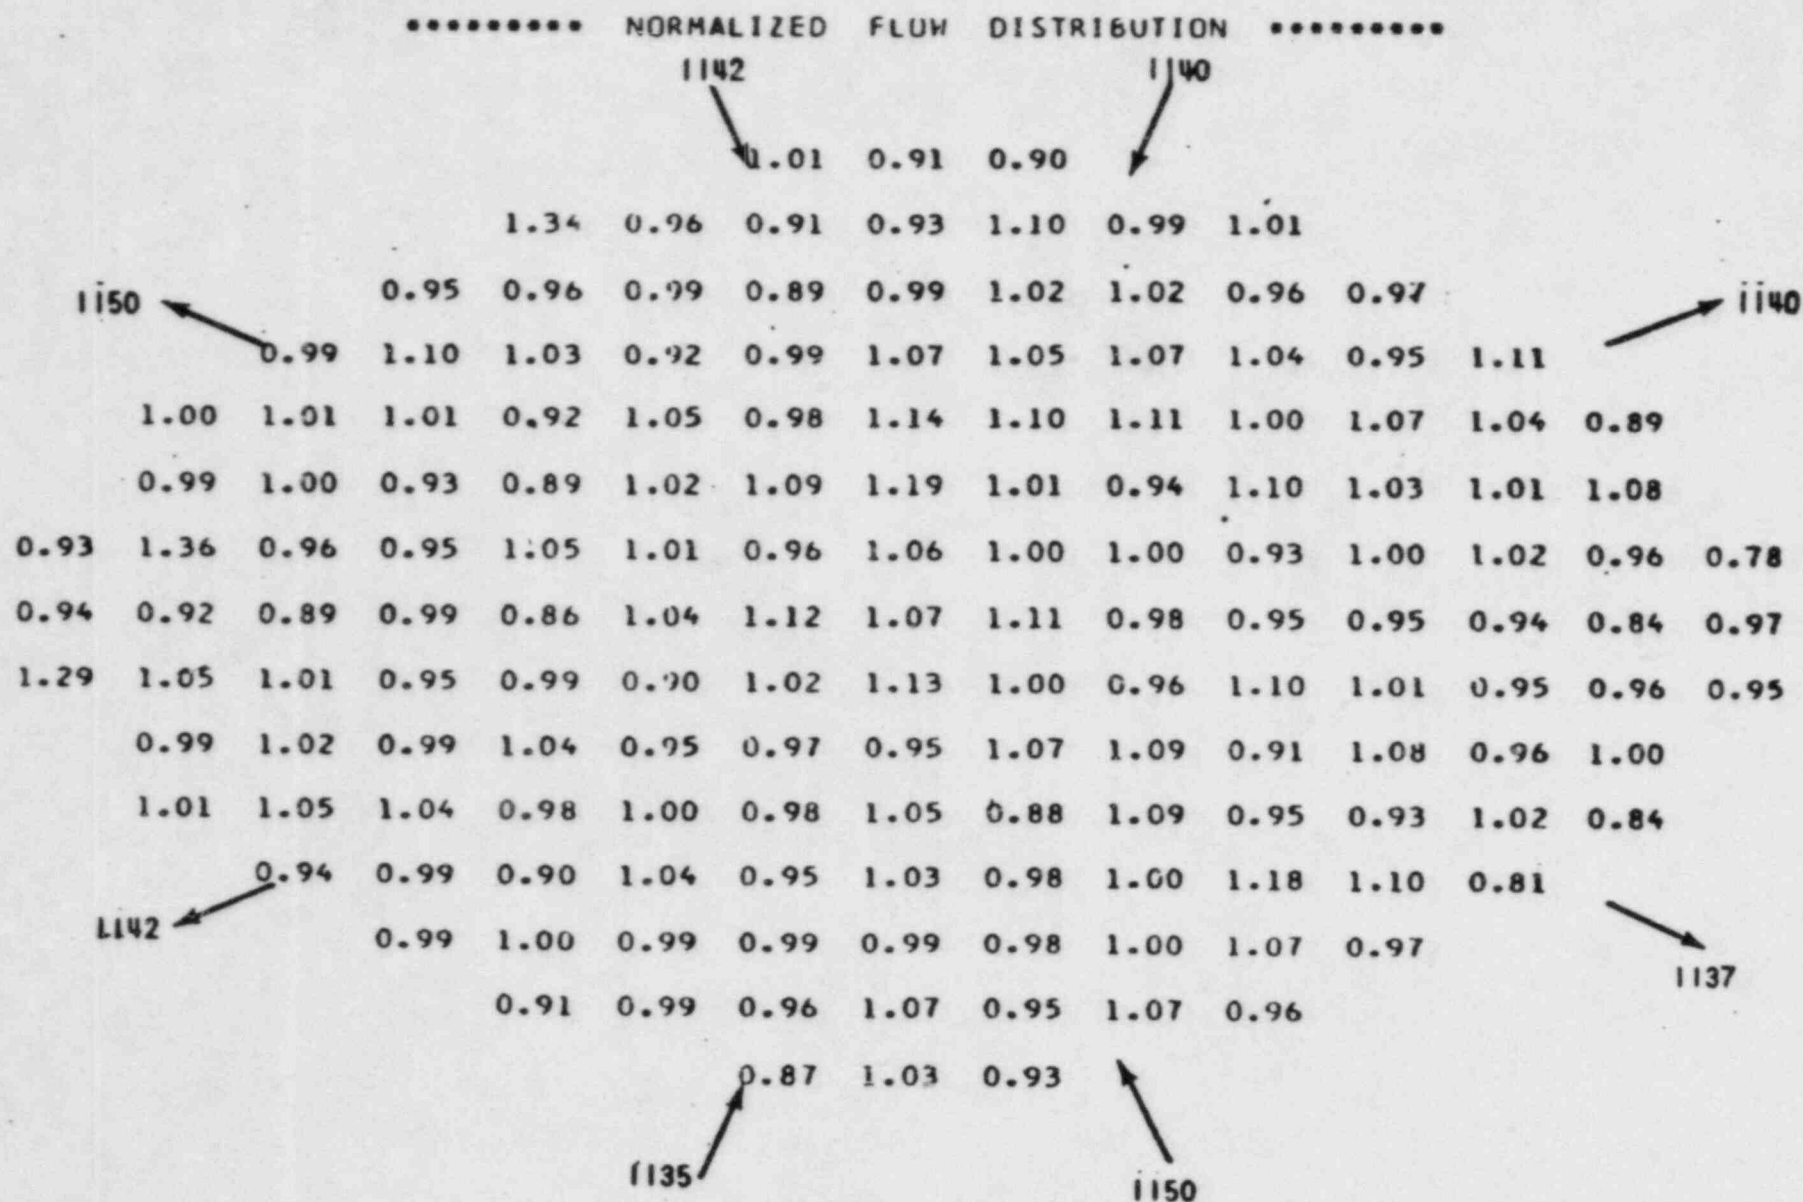 ••••••••• NORMALIZED FLOW DISTRIBUTION •••••••••
1142 1140
1.01 0.91 0.90
1.34 0.96 0.91 0.93 1.10 0.99 1.01
1150 0.95 0.96 0.99 0.89 0.99 1.02 1.02 0.96 0.97 1140
0.99 1.10 1.03 0.92 0.99 1.07 1.05 1.07 1.04 0.95 1.11
1.00 1.01 1.01 0.92 1.05 0.98 1.14 1.10 1.11 1.00 1.07 1.04 0.89
0.99 1.00 0.93 0.89 1.02 1.09 1.19 1.01 0.94 1.10 1.03 1.01 1.08
0.93 1.36 0.96 0.95 1.05 1.01 0.96 1.06 1.00 1.00 0.93 1.00 1.02 0.96 0.78
0.94 0.92 0.89 0.99 0.86 1.04 1.12 1.07 1.11 0.98 0.95 0.95 0.94 0.84 0.97
1.29 1.05 1.01 0.95 0.99 0.90 1.02 1.13 1.00 0.96 1.10 1.01 0.95 0.96 0.95
0.99 1.02 0.99 1.04 0.95 0.97 0.95 1.07 1.09 0.91 1.08 0.96 1.00
1.01 1.05 1.04 0.98 1.00 0.98 1.05 0.88 1.09 0.95 0.93 1.02 0.84
0.94 0.99 0.90 1.04 0.95 1.03 0.98 1.00 1.18 1.10 0.81
1142 0.99 1.00 0.99 0.99 0.99 0.98 1.00 1.07 0.97
1137
0.91 0.99 0.96 1.07 0.95 1.07 0.96
0.87 1.03 0.93
1135 1150